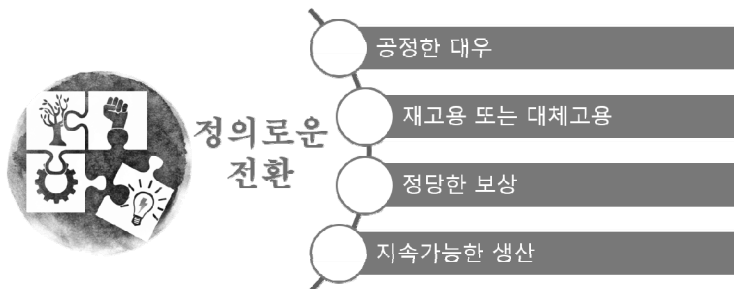 정의로운
전환
공정한 대우
재고용 또는 대체고용
정당한 보상
지속가능한 생산